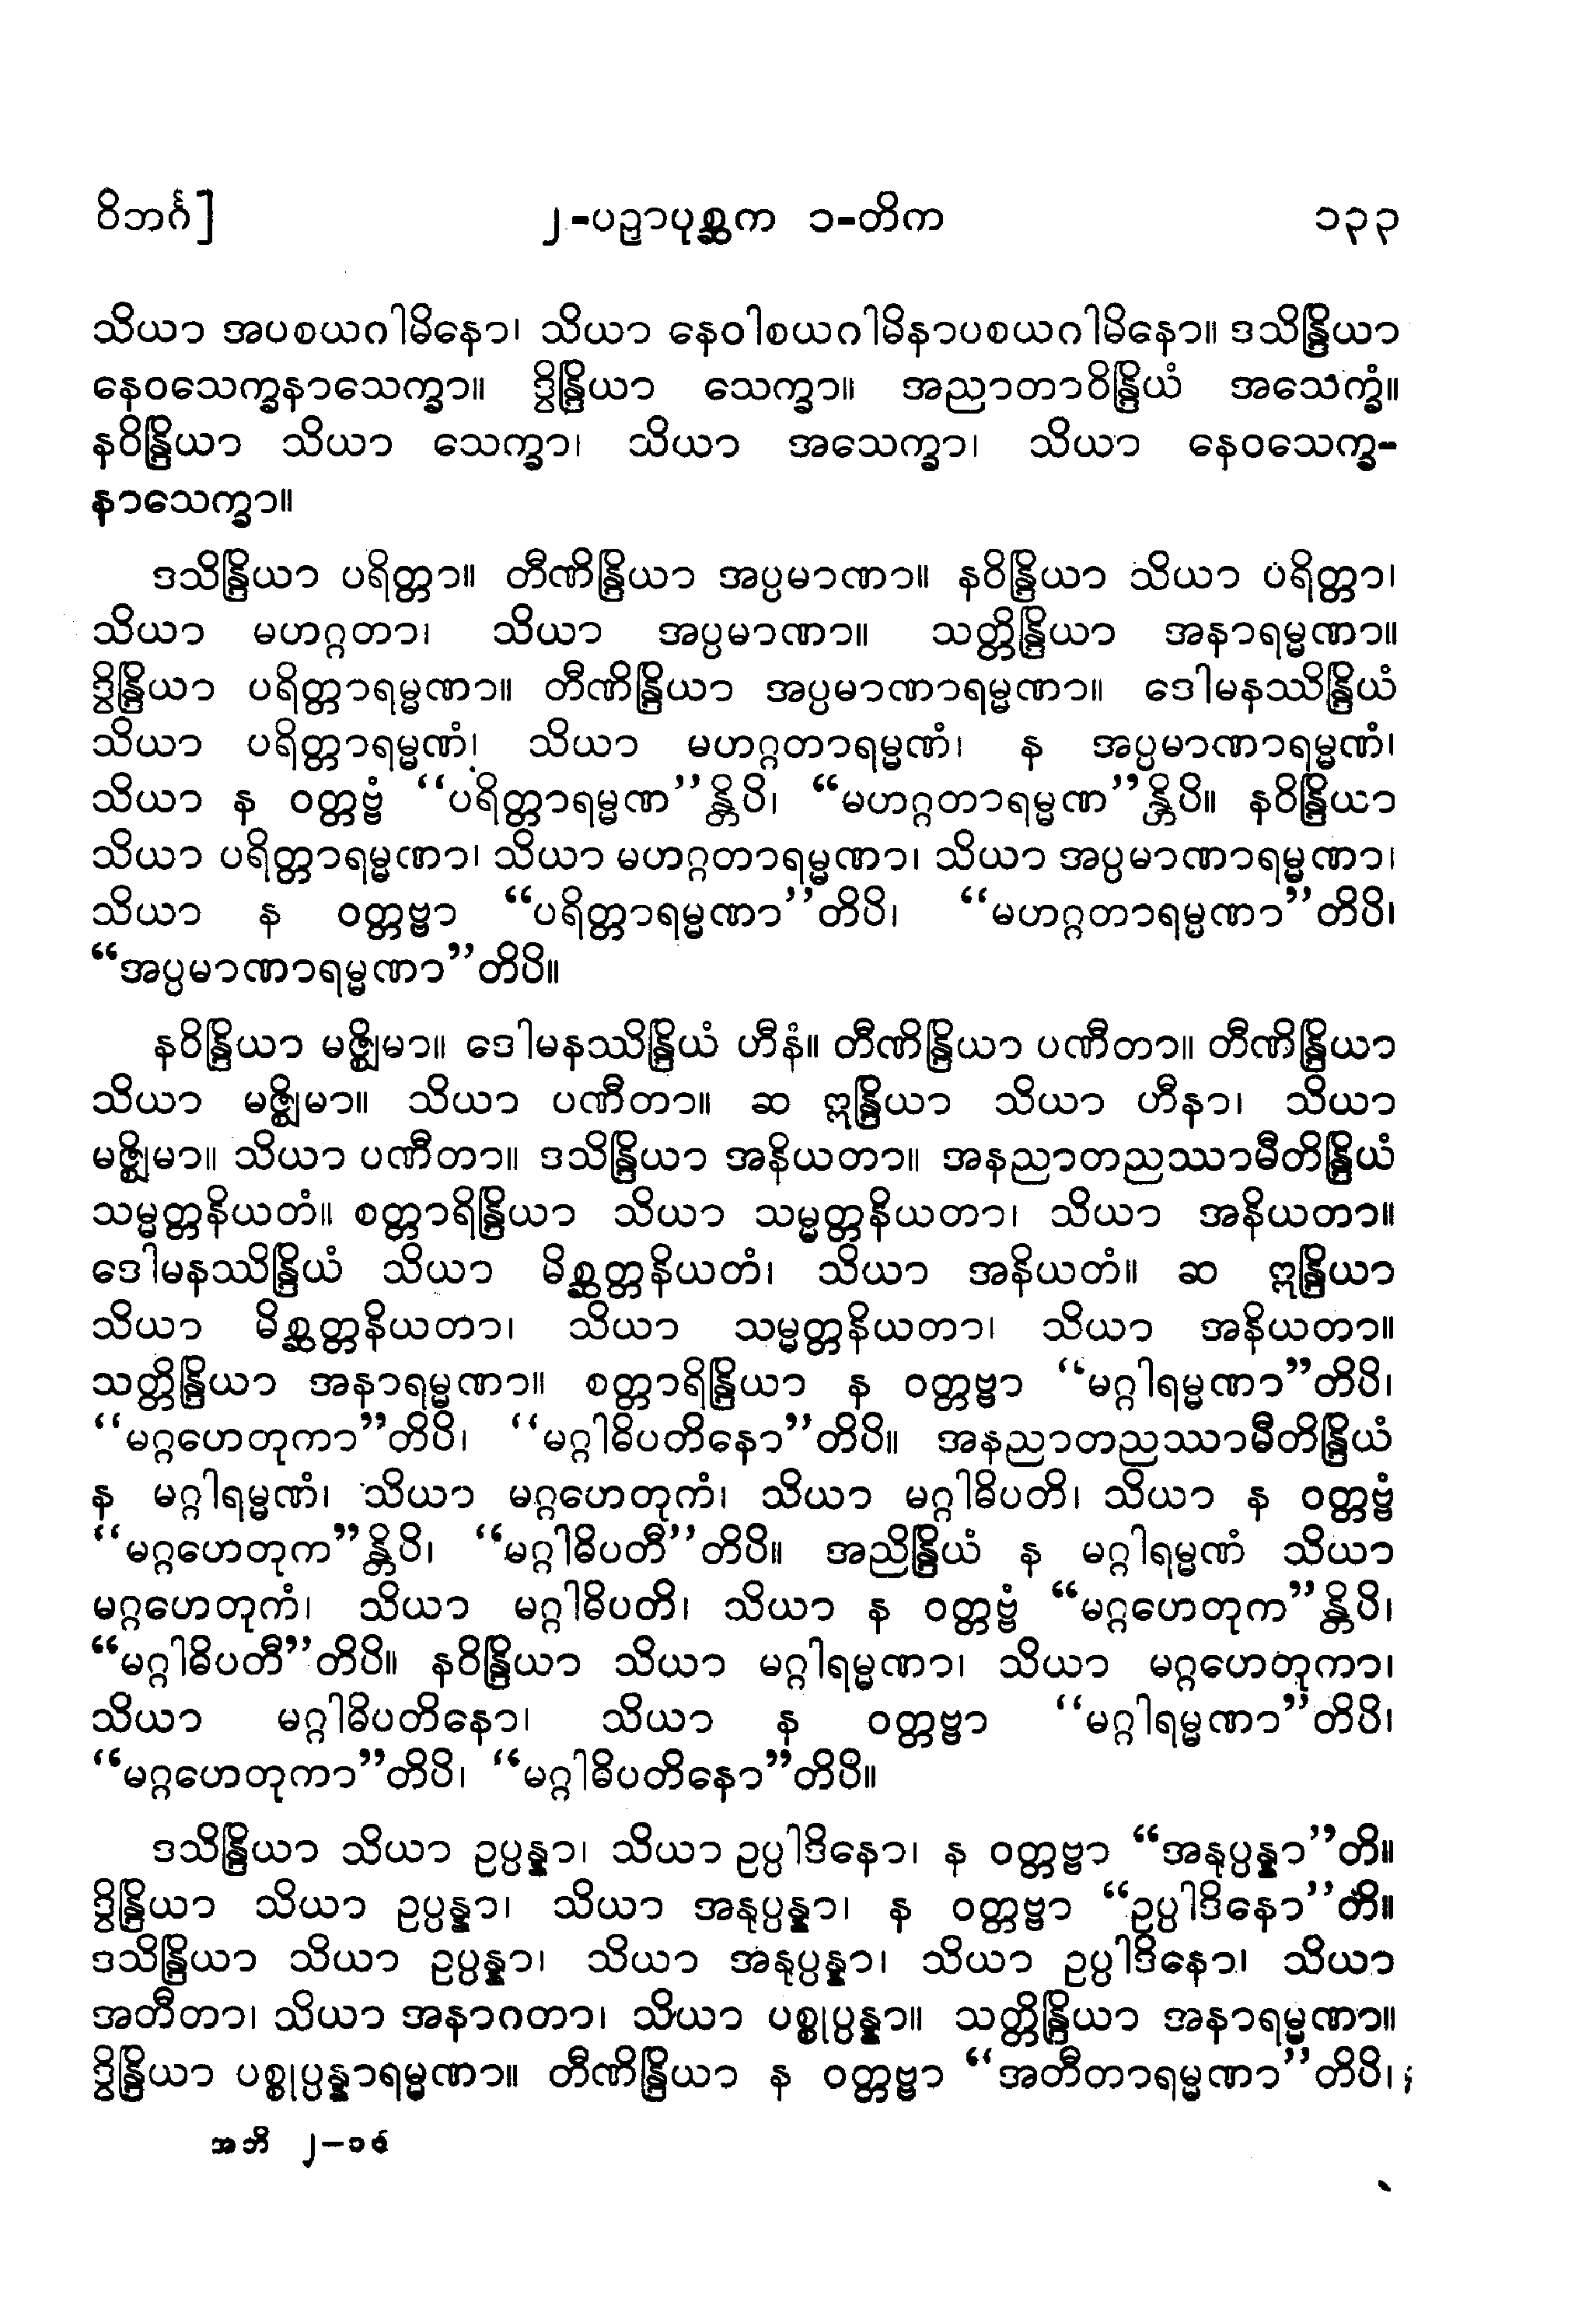 ဝိဘင်္ဂ] ၂-ပဉှာပုစ္ဆက ၁-တိက ၁၃၃
သိယာ အပစယဂါမိနော၊ သိယာ နေဝါစယဂါမိနာပစယဂါမိနော။ ဒသိန္ဒြိယာ
နေဝသေက္ခနာသေက္ခာ။ ဒွိန္ဒြိယာ သေက္ခာ။ အညာတာဝိန္ဒြိယံ အသေက္ခံ။
နဝိန္ဒြိယာ သိယာ သေက္ခာ၊ သိယာ အသေက္ခာ၊ သိယာ နေဝသေက္ခ-
နာသေက္ခာ။
ဒသိန္ဒြိယာ ပရိတ္တာ။ တီဏိန္ဒြိယာ အပ္ပမာဏာ။ နဝိန္ဒြိယာ သိယာ ပရိတ္တာ၊
သိယာ မဟဂ္ဂတာ၊ သိယာ အပ္ပမာဏာ။ သတ္တိန္ဒြိယာ အနာရမ္မဏာ။
ဒွိန္ဒြိယာ ပရိတ္တာရမ္မဏာ။ တီဏိန္ဒြိယာ အပ္ပမာဏာရမ္မဏာ။ ဒေါမနဿိန္ဒြိယံ
သိယာ ပရိတ္တာရမ္မဏံ၊ သိယာ မဟဂ္ဂတာရမ္မဏံ၊ န အပ္ပမာဏာရမ္မဏံ၊
သိယာ န ဝတ္တဗ္ဗံ “ပရိတ္တာရမ္မဏ”န္တိပိ၊ “မဟဂ္ဂတာရမ္မဏ”န္တိပိ။ နဝိန္ဒြိယာ
သိယာ ပရိတ္တာရမ္မဏာ၊ သိယာ မဟဂ္ဂတာရမ္မဏာ၊ သိယာ အပ္ပမာဏာရမ္မဏာ၊
သိယာ န ဝတ္တဗ္ဗာ “ပရိတ္တာရမ္မဏာ”တိပိ၊ “မဟဂ္ဂတာရမ္မဏာ”တိပိ၊
“အပ္ပမာဏာရမ္မဏာ”တိပိ။
နဝိန္ဒြိယာ မဇ္ဈိမာ။ ဒေါမနဿိန္ဒြိယံ ဟီနံ။ တီဏိန္ဒြိယာ ပဏီတာ။ တီဏိန္ဒြိယာ
သိယာ မဇ္ဈိမာ။ သိယာ ပဏီတာ။ ဆ ဣန္ဒြိယာ သိယာ ဟီနာ၊ သိယာ
မဇ္ဈိမာ။ သိယာ ပဏီတာ။ ဒသိန္ဒြိယာ အနိယတာ။ အနညာတညဿာမီတိန္ဒြိယံ
သမ္မတ္တနိယတံ။ စတ္တာရိန္ဒြိယာ သိယာ သမ္မတ္တနိယတာ၊ သိယာ အနိယတာ။
ဒေါမနဿိန္ဒြိယံ သိယာ မိစ္ဆတ္တနိယတံ၊ သိယာ အနိယတံ။ ဆ ဣန္ဒြိယာ
သိယာ မိစ္ဆတ္တနိယတာ၊ သိယာ သမ္မတ္တနိယတာ၊ သိယာ အနိယတာ။
သတ္တိန္ဒြိယာ အနာရမ္မဏာ။ စတ္တာရိန္ဒြိယာ န ဝတ္တဗ္ဗာ “မဂ္ဂါရမ္မဏာ”တိပိ၊
“မဂ္ဂဟေတုကာ”တိပိ၊ “မဂ္ဂါဓိပတိနော”တိပိ။ အနညာတညဿာမီတိန္ဒြိယံ
န မဂ္ဂါရမ္မဏံ၊ သိယာ မဂ္ဂဟေတုကံ၊ သိယာ မဂ္ဂါဓိပတိ၊ သိယာ န ဝတ္တဗ္ဗံ
“မဂ္ဂဟေတုက”န္တိပိ၊ “မဂ္ဂါဓိပတီ”တိပိ။ အညိန္ဒြိယံ န မဂ္ဂါရမ္မဏံ သိယာ
မဂ္ဂဟေတုကံ၊ သိယာ မဂ္ဂါဓိပတိ၊ သိယာ န ဝတ္တဗ္ဗံ “မဂ္ဂဟေတုက”န္တိပိ၊
“မဂ္ဂါဓိပတီ”တိပိ။ နဝိန္ဒြိယာ သိယာ မဂ္ဂါရမ္မဏာ၊ သိယာ မဂ္ဂဟေတုကာ၊
သိယာ မဂ္ဂါဓိပတိနော၊ သိယာ န ဝတ္တဗ္ဗာ “မဂ္ဂါရမ္မဏာ”တိပိ၊
“မဂ္ဂဟေတုကာ”တိပိ၊ “မဂ္ဂါဓိပတိနော”တိပိ။
ဒသိန္ဒြိယာ သိယာ ဥပ္ပန္နာ၊ သိယာ ဥပ္ပါဒိနော၊ န ဝတ္တဗ္ဗာ “အနုပ္ပန္နာ”တိ။
ဒွိန္ဒြိယာ သိယာ ဥပ္ပန္နာ၊ သိယာ အနုပ္ပန္နာ၊ န ဝတ္တဗ္ဗာ “ဥပ္ပါဒိနော”တိ။
ဒသိန္ဒြိယာ သိယာ ဥပ္ပန္နာ၊ သိယာ အနုပ္ပန္နာ၊ သိယာ ဥပ္ပါဒိနော၊ သိယာ
အတီတာ၊ သိယာ အနာဂတာ၊ သိယာ ပစ္စုပ္ပန္နာ။ သတ္တိန္ဒြိယာ အနာရမ္မဏာ။
ဒွိန္ဒြိယာ ပစ္စုပ္ပန္နာရမ္မဏာ။ တီဏိန္ဒြိယာ န ဝတ္တဗ္ဗာ “အတီတာရမ္မဏာ”တိပိ၊
အဘိ ၂-၁၀